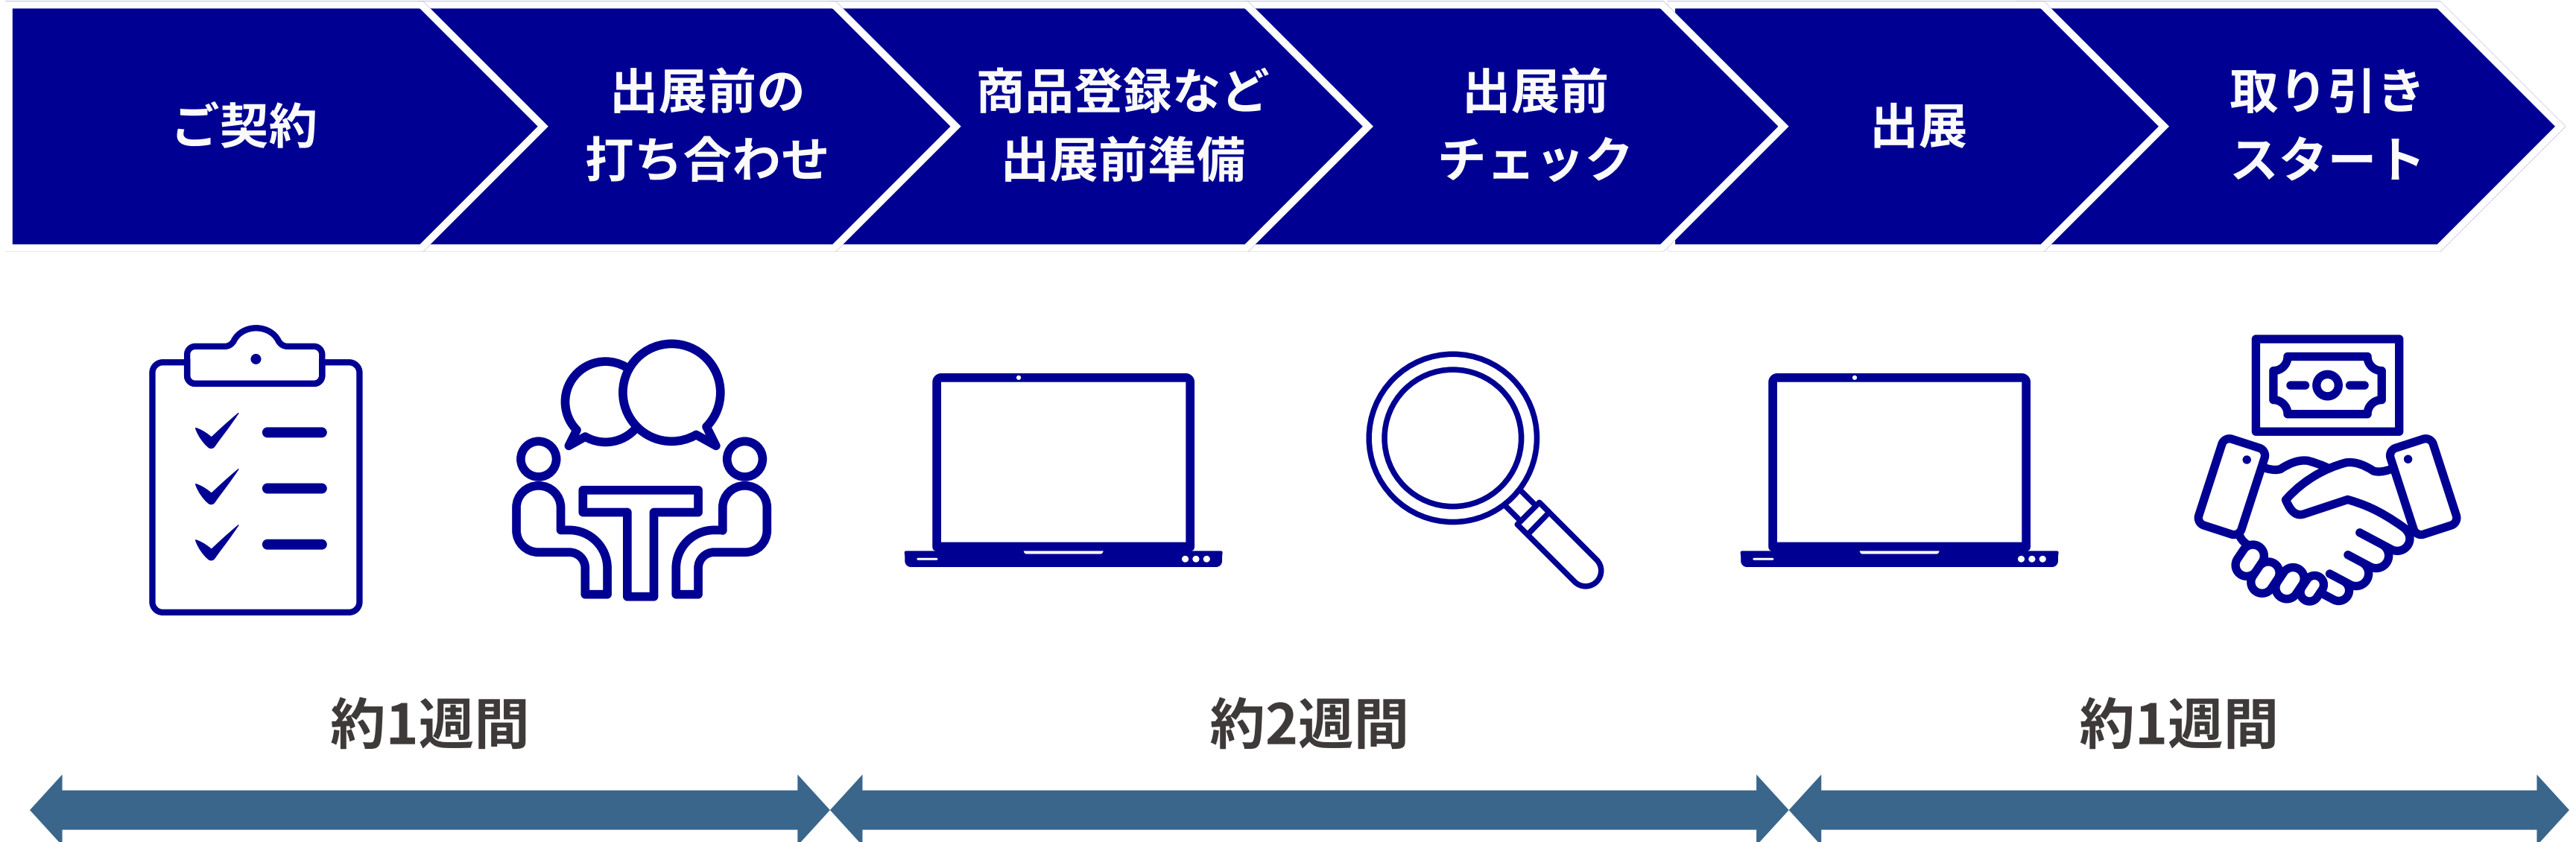 ご契約
出展前の
打ち合わせ
商品登録など
出展前準備
出展前
チェック
出展
取り引き
スタート
約1週間
約2週間
約1週間